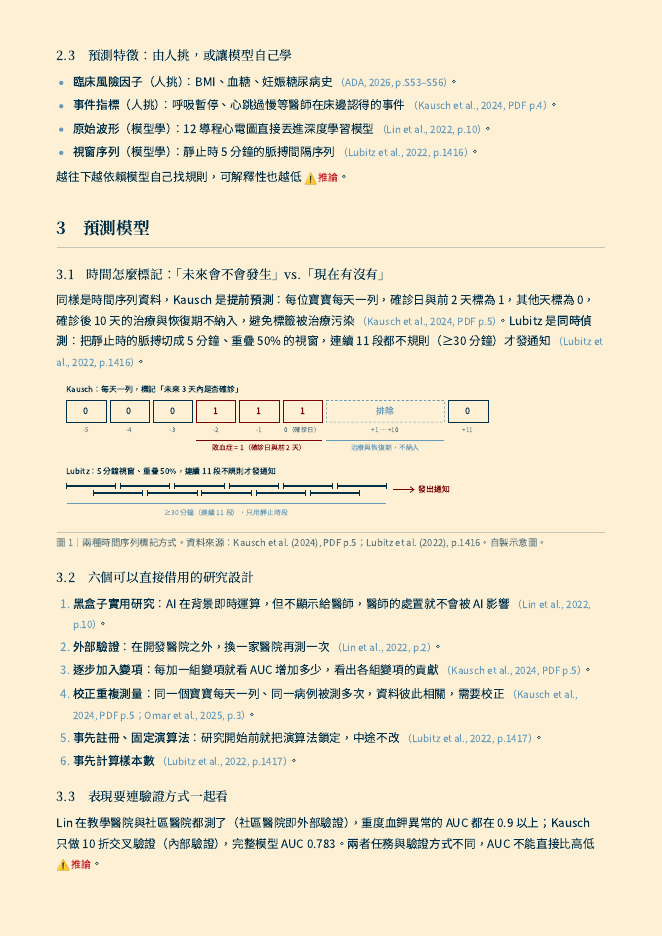 2.3 預測特徵：由人挑，或讓模型自己學
• 臨床風險因子（人挑）：BMI、血糖、妊娠糖尿病史（ADA, 2026, p.S53–S56）。
• 事件指標（人挑）：呼吸暫停、心跳過慢等醫師在床邊認得的事件（Kausch et al., 2024, PDF p.4）。
• 原始波形（模型學）：12 導程心電圖直接丟進深度學習模型（Lin et al., 2022, p.10）。
• 視窗序列（模型學）：靜止時 5 分鐘的脈搏間隔序列（Lubitz et al., 2022, p.1416）。
越往下越依賴模型自己找規則，可解釋性也越低 ⚠️推論。
3 預測模型
3.1 時間怎麼標記：「未來會不會發生」vs.「現在有沒有」
同樣是時間序列資料，Kausch 是提前預測：每位寶寶每天一列，確診日與前 2 天標為 1，其他天標為 0，
確診後 10 天的治療與恢復期不納入，避免標籤被治療污染（Kausch et al., 2024, PDF p.5）。Lubitz 是同時偵
測：把靜止時的脈搏切成 5 分鐘、重疊 50% 的視窗，連續 11 段都不規則（≥30 分鐘）才發通知（Lubitz et
al., 2022, p.1416）。
Kausch：每天一列，標記「未來 3 天內是否確診」
0 0 0 1 1 1 排除 0
-5 -4 -3 -2 -1 0（確診日） +1 ⋯ +10 +11
敗血症 = 1（確診日與前 2 天） 治療與恢復期，不納入
Lubitz：5 分鐘視窗、重疊 50%，連續 11 段不規則才發通知
發出通知
≥30 分鐘（連續 11 段），只用靜止時段
圖 1｜兩種時間序列標記方式。資料來源：Kausch et al. (2024), PDF p.5；Lubitz et al. (2022), p.1416。自製示意圖。
3.2 六個可以直接借用的研究設計
1. 黑盒子實用研究：AI 在背景即時運算，但不顯示給醫師，醫師的處置就不會被 AI 影響（Lin et al., 2022,
p.10）。
2. 外部驗證：在開發醫院之外，換一家醫院再測一次（Lin et al., 2022, p.2）。
3. 逐步加入變項：每加一組變項就看 AUC 增加多少，看出各組變項的貢獻（Kausch et al., 2024, PDF p.5）。
4. 校正重複測量：同一個寶寶每天一列、同一病例被測多次，資料彼此相關，需要校正（Kausch et al.,
2024, PDF p.5；Omar et al., 2025, p.3）。
5. 事先註冊、固定演算法：研究開始前就把演算法鎖定，中途不改（Lubitz et al., 2022, p.1417）。
6. 事先計算樣本數（Lubitz et al., 2022, p.1417）。
3.3 表現要連驗證方式一起看
Lin 在教學醫院與社區醫院都測了（社區醫院即外部驗證），重度血鉀異常的 AUC 都在 0.9 以上；Kausch
只做 10 折交叉驗證（內部驗證），完整模型 AUC 0.783。兩者任務與驗證方式不同，AUC 不能直接比高低
⚠️推論。